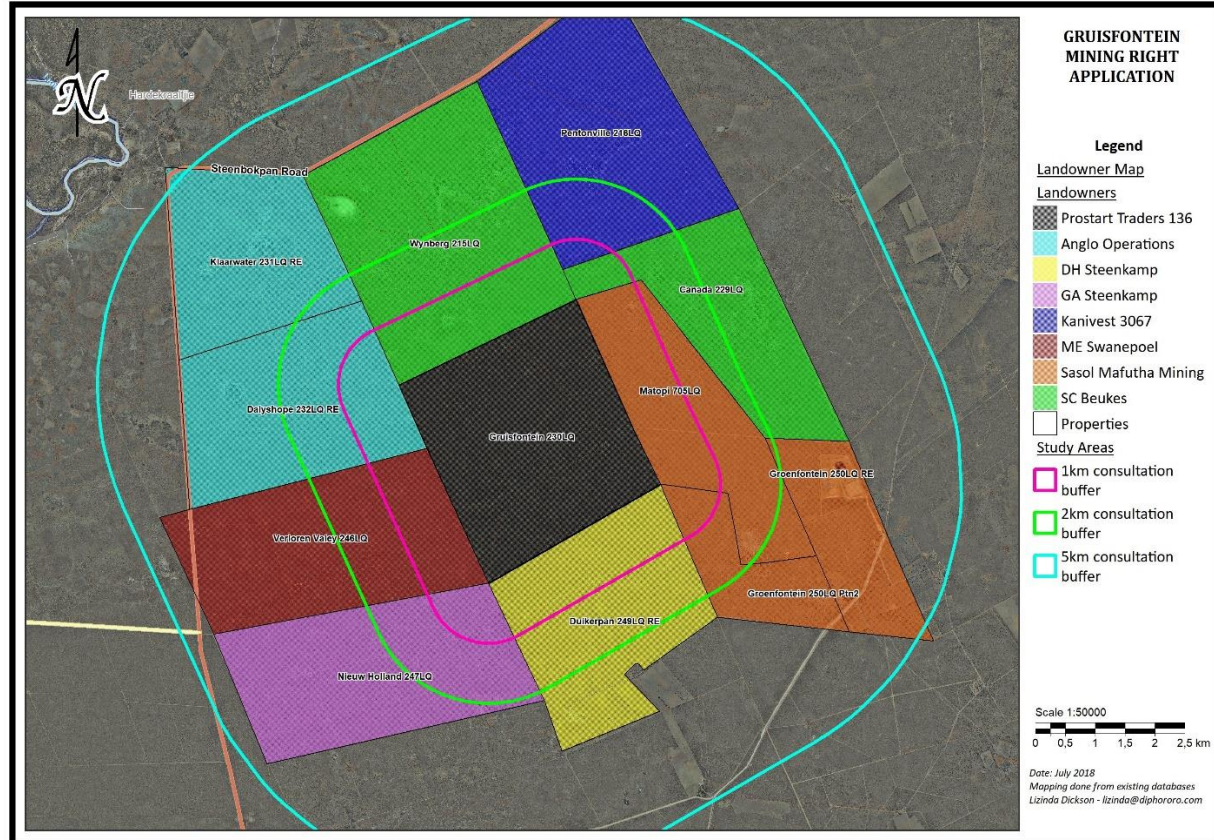 GRUISFONTEIN
MINING RIGHT
APPLICATION
N
Hardekraaltjie
Steenbokpan Road
Pentonville 218LQ
Wynberg 215LQ
Klaarwater 231LQ RE
Canada 229LQ
Dalyshope 232LQ RE
Matopi 705LQ
Gruisfontein 230LQ
Groenfontein 250LQ RE
Verloren Valey 246LQ
Groenfontein 250LQ Ptn2
Duikerpan 249LQ RE
Nieuw Holland 247LQ
Legend
Landowner Map
Landowners
Prostart Traders 136
Anglo Operations
DH Steenkamp
GA Steenkamp
Kanivest 3067
ME Swanepoel
Sasol Mafutha Mining
SC Beukes
Properties
Study Areas
1km consultation
buffer
2km consultation
buffer
5km consultation
buffer
Scale 1:50000
0 0,5 1 1,5 2 2,5 km
Date: July 2018
Mapping done from existing databases
Lizinda Dickson - lizinda@diphororo.com